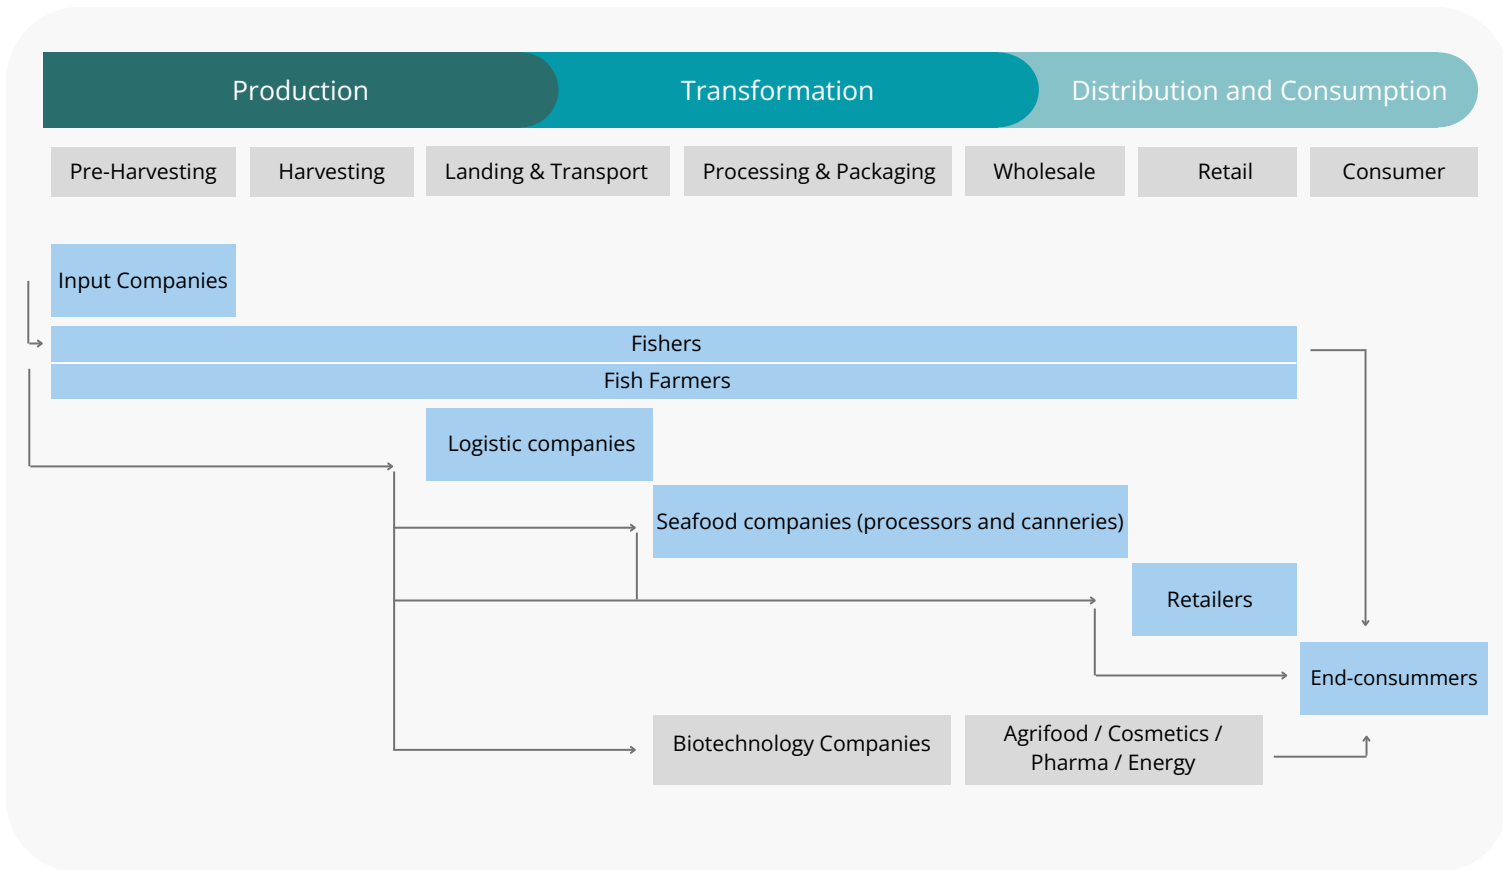 Production
Transformation
Distribution and Consumption
Pre-Harvesting
Harvesting
Landing & Transport
Processing & Packaging
Wholesale
Retail
Consumer
Input Companies
Fishers
Fish Farmers
Logistic companies
Seafood companies (processors and canneries)
Retailers
End-consummers
Biotechnology Companies
Agrifood / Cosmetics /
Pharma / Energy